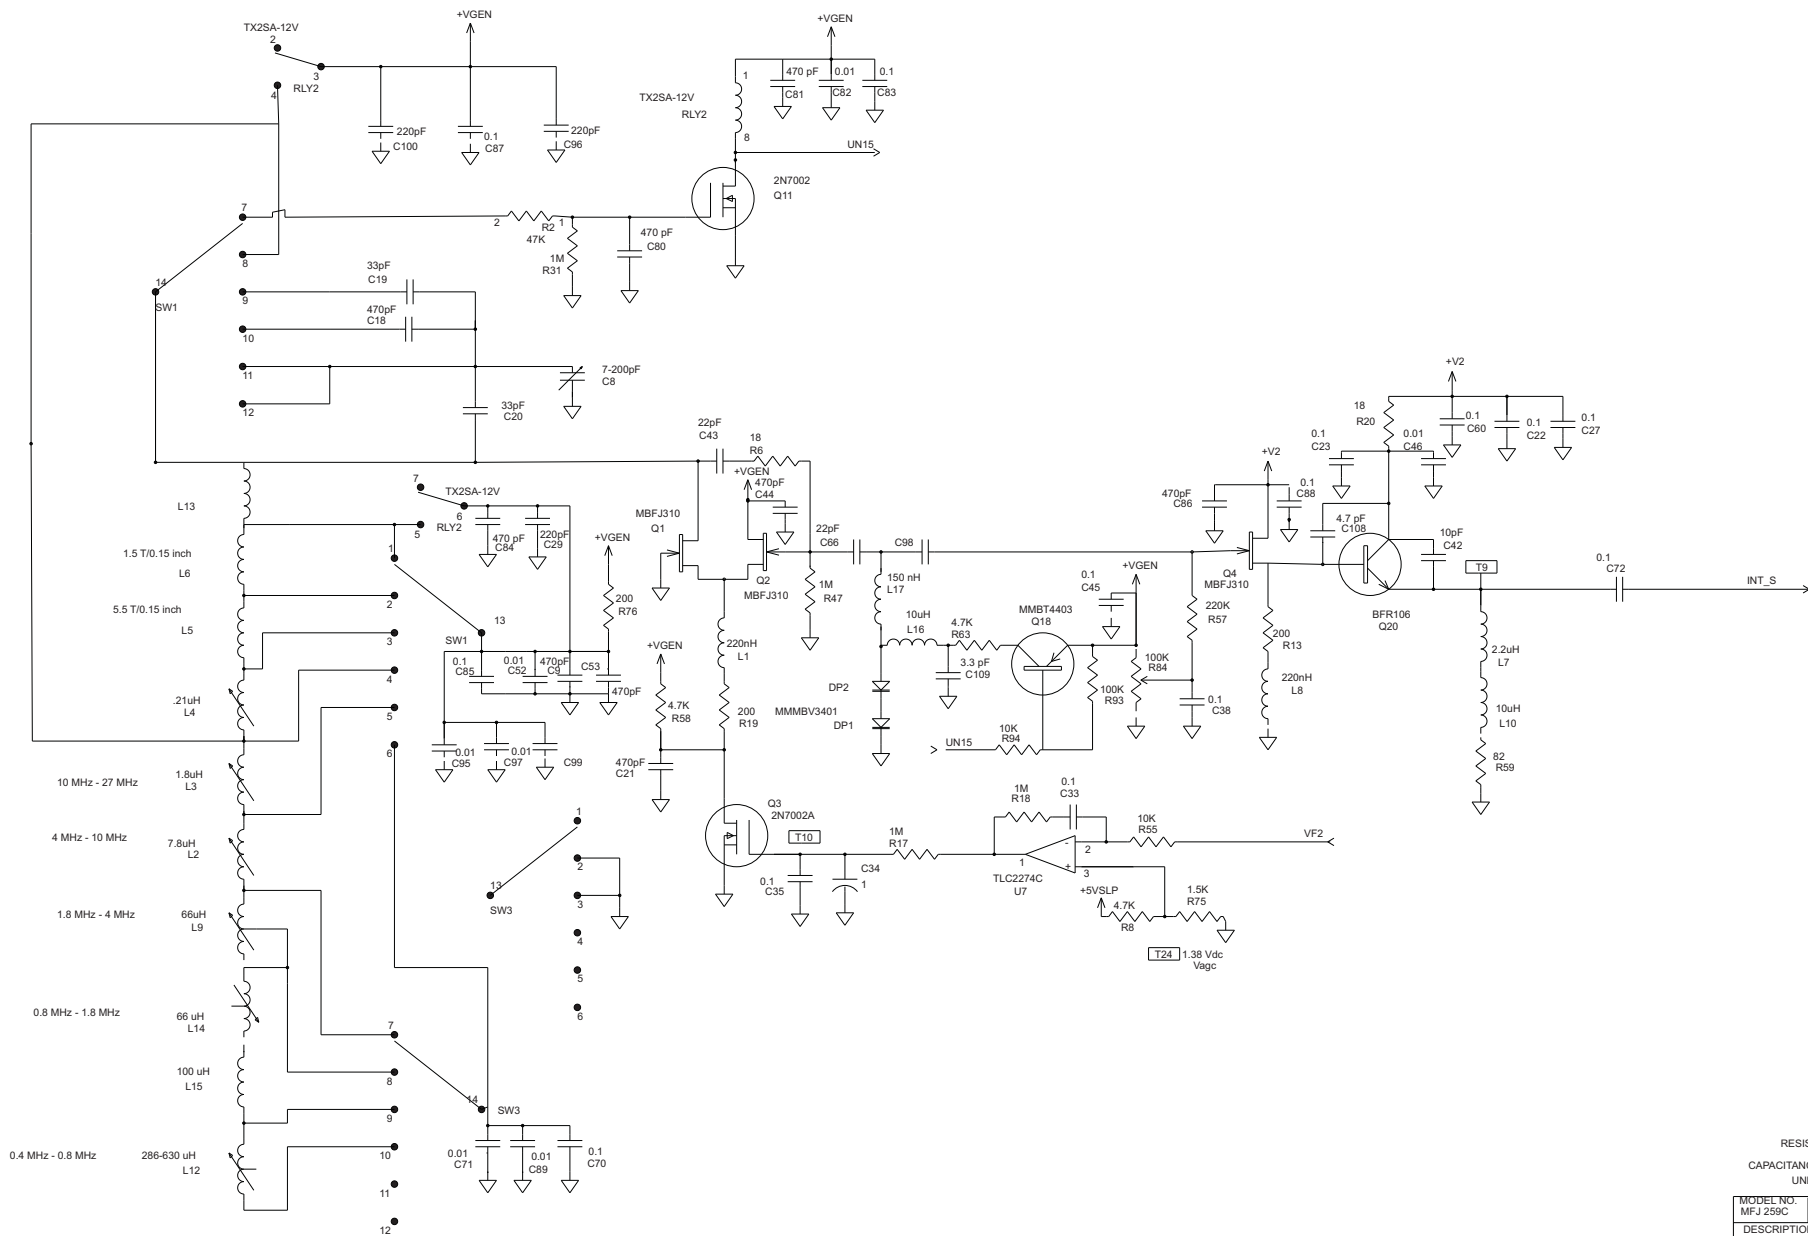 +VGEN
TX2SA-12V
2
3
RLY2
4
220pF
C100
0.1
C87
220pF
C96
+VGEN
TX2SA-12V
RLY2
1
8
470 pF
C81
0.01
C82
0.1
C83
UN15
2N7002
Q11
7
2
R2
1
47K
1M
R31
470 pF
C80
8
14
SW1
33pF
C19
9
470pF
C18
10
11
12
7-200pF
C8
33pF
C20
22pF
C43
18
R6
+VGEN
470pF
C44
L13
7
TX2SA-12V
6
RLY2
5
470 pF
C84
220pF
C29
+VGEN
200
R76
MBFJ310
Q1
Q2
MBFJ310
22pF
C66
C98
1M
R47
1.5 T/0.15 inch
L6
5.5 T/0.15 inch
L5
1
2
3
4
5
6
13
SW1
0.1
C85
0.01
C52
470pF
C9
C53
470pF
.21uH
L4
0.01
C95
0.01
C97
C99
+VGEN
4.7K
R58
220nH
L1
200
R19
470pF
C21
150 nH
L17
10uH
L16
4.7K
R63
3.3 pF
C109
DP2
MMMBV3401
DP1
MMBT4403
Q18
0.1
C45
+VGEN
100K
R84
100K
R93
10K
R94
UN15
220K
R57
0.1
C38
+V2
470pF
C86
0.1
C88
Q4
MBFJ310
200
R13
220nH
L8
+V2
18
R20
0.1
C23
0.01
C46
0.1
C60
0.1
C22
0.1
C27
4.7 pF
C108
10pF
C42
BFR106
Q20
T9
0.1
C72
INT_S
2.2uH
L7
10uH
L10
82
R59
10 MHz - 27 MHz
1.8uH
L3
4 MHz - 10 MHz
7.8uH
L2
1.8 MHz - 4 MHz
66uH
L9
0.8 MHz - 1.8 MHz
66 uH
L14
100 uH
L15
0.4 MHz - 0.8 MHz
286-630 uH
L12
1
2
3
4
5
6
13
SW3
Q3
2N7002A
T10
0.1
C35
C34
1
1M
R17
1M
R18
0.1
C33
1
-
2
+
3
TLC2274C
U7
10K
R55
VF2
+5VSLP
4.7K
R8
1.5K
R75
T24
1.38 Vdc
Vagc
7
8
9
10
11
12
14
SW3
0.01
C71
0.01
C89
0.1
C70
RESIS
CAPACITANC
UNI
MODEL NO.
MFJ 259C
DESCRIPTION